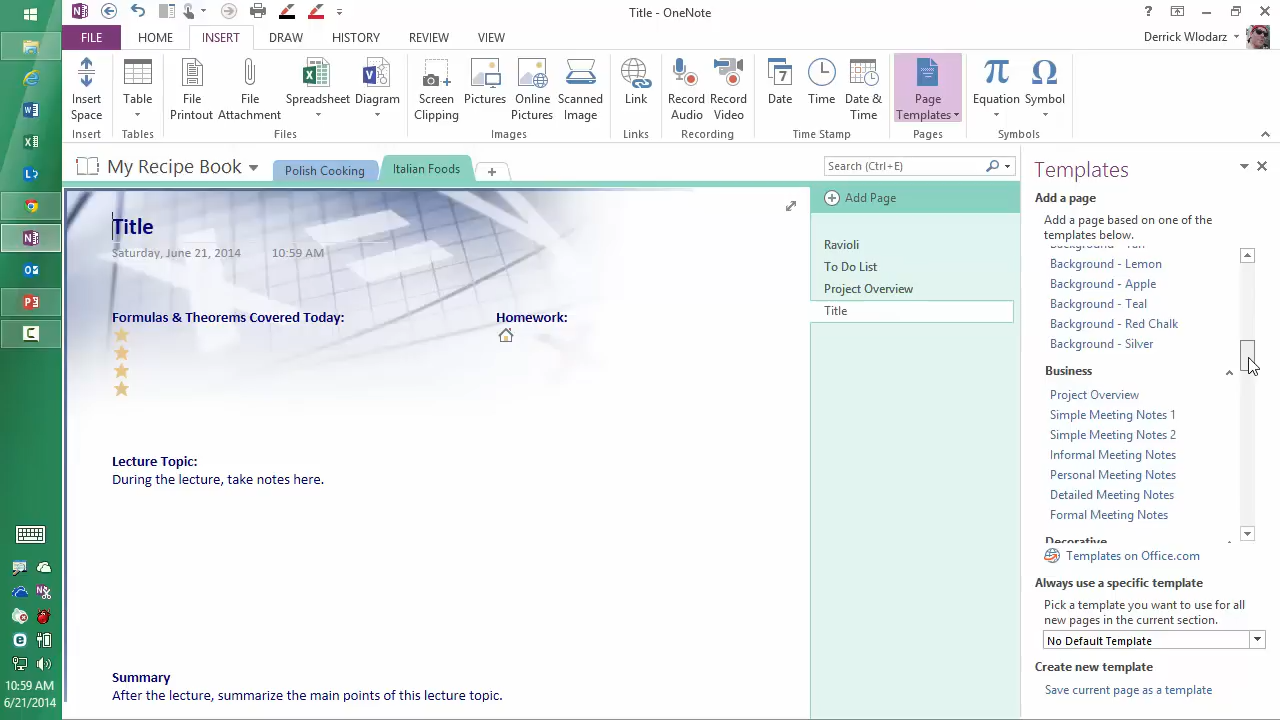 Title - OneNote
FILE HOME INSERT DRAW HISTORY REVIEW VIEW
Derrick Wlodarz
Insert Space
Table
File Printout
File Attachment
Spreadsheet
Diagram
Screen Clipping
Pictures
Online Pictures
Scanned Image
Link
Record Audio
Record Video
Date
Time
Date & Time
Page Templates
Equation
Symbol
Insert Tables Files Images Links Recording Time Stamp Pages Symbols
My Recipe Book
Polish Cooking
Italian Foods
Search (Ctrl+E)
Title
Saturday, June 21, 2014 10:59 AM
Formulas & Theorems Covered Today:
Homework:
Lecture Topic:
During the lecture, take notes here.
Summary
After the lecture, summarize the main points of this lecture topic.
Add Page
Ravioli
To Do List
Project Overview
Title
Templates
Add a page
Add a page based on one of the
templates below.
Background - Lemon
Background - Apple
Background - Teal
Background - Red Chalk
Background - Silver
Business
Project Overview
Simple Meeting Notes 1
Simple Meeting Notes 2
Informal Meeting Notes
Personal Meeting Notes
Detailed Meeting Notes
Formal Meeting Notes
Decorative
Templates on Office.com
Always use a specific template
Pick a template you want to use for all
new pages in the current section.
No Default Template
Create new template
Save current page as a template
10:59 AM
6/21/2014